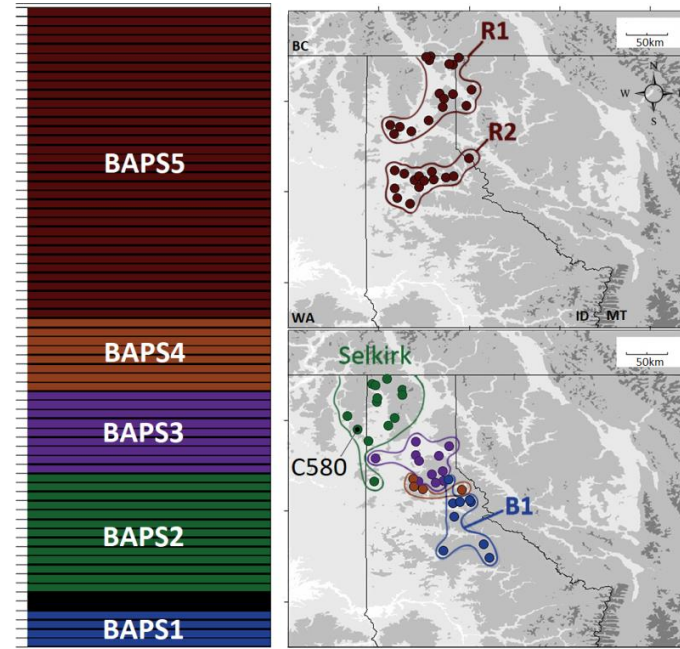 BAPS5
BAPS4
BAPS3
BAPS2
BAPS1
R1
BC
50km
N
W
S
R2
WA
ID
MT
50km
Selkirk
C580
B1